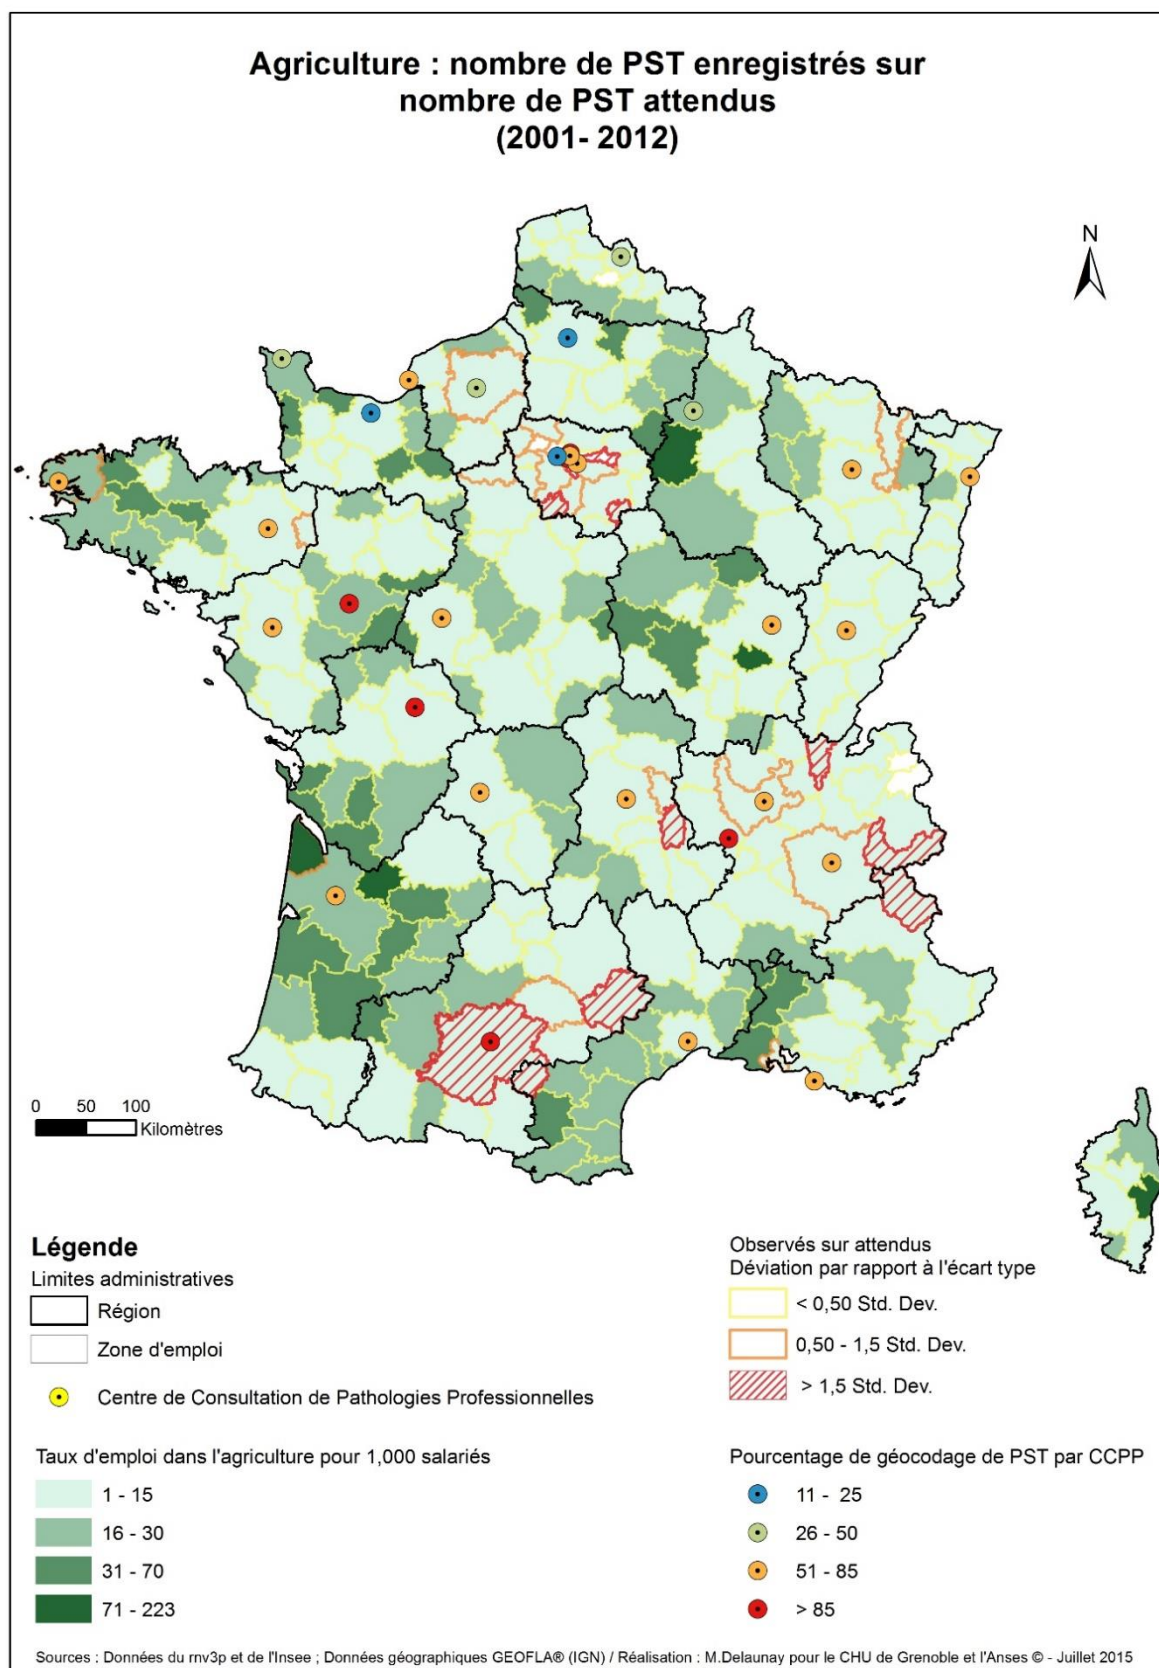 Agriculture : nombre de PST enregistrés sur
nombre de PST attendus
(2001- 2012)
N
0 50 100
Kilomètres
Légende
Limites administratives
Région
Zone d'emploi
Centre de Consultation de Pathologies Professionnelles
Taux d'emploi dans l'agriculture pour 1,000 salariés
1 - 15
16 - 30
31 - 70
71 - 223
Observés sur attendus
Déviation par rapport à l'écart type
< 0,50 Std. Dev.
0,50 - 1,5 Std. Dev.
> 1,5 Std. Dev.
Pourcentage de géocodage de PST par CCPP
11 - 25
26 - 50
51 - 85
> 85
Sources : Données du rnv3p et de l'Insee ; Données géographiques GEOFLA® (IGN) / Réalisation : M.Delaunay pour le CHU de Grenoble et l'Anses © - Juillet 2015